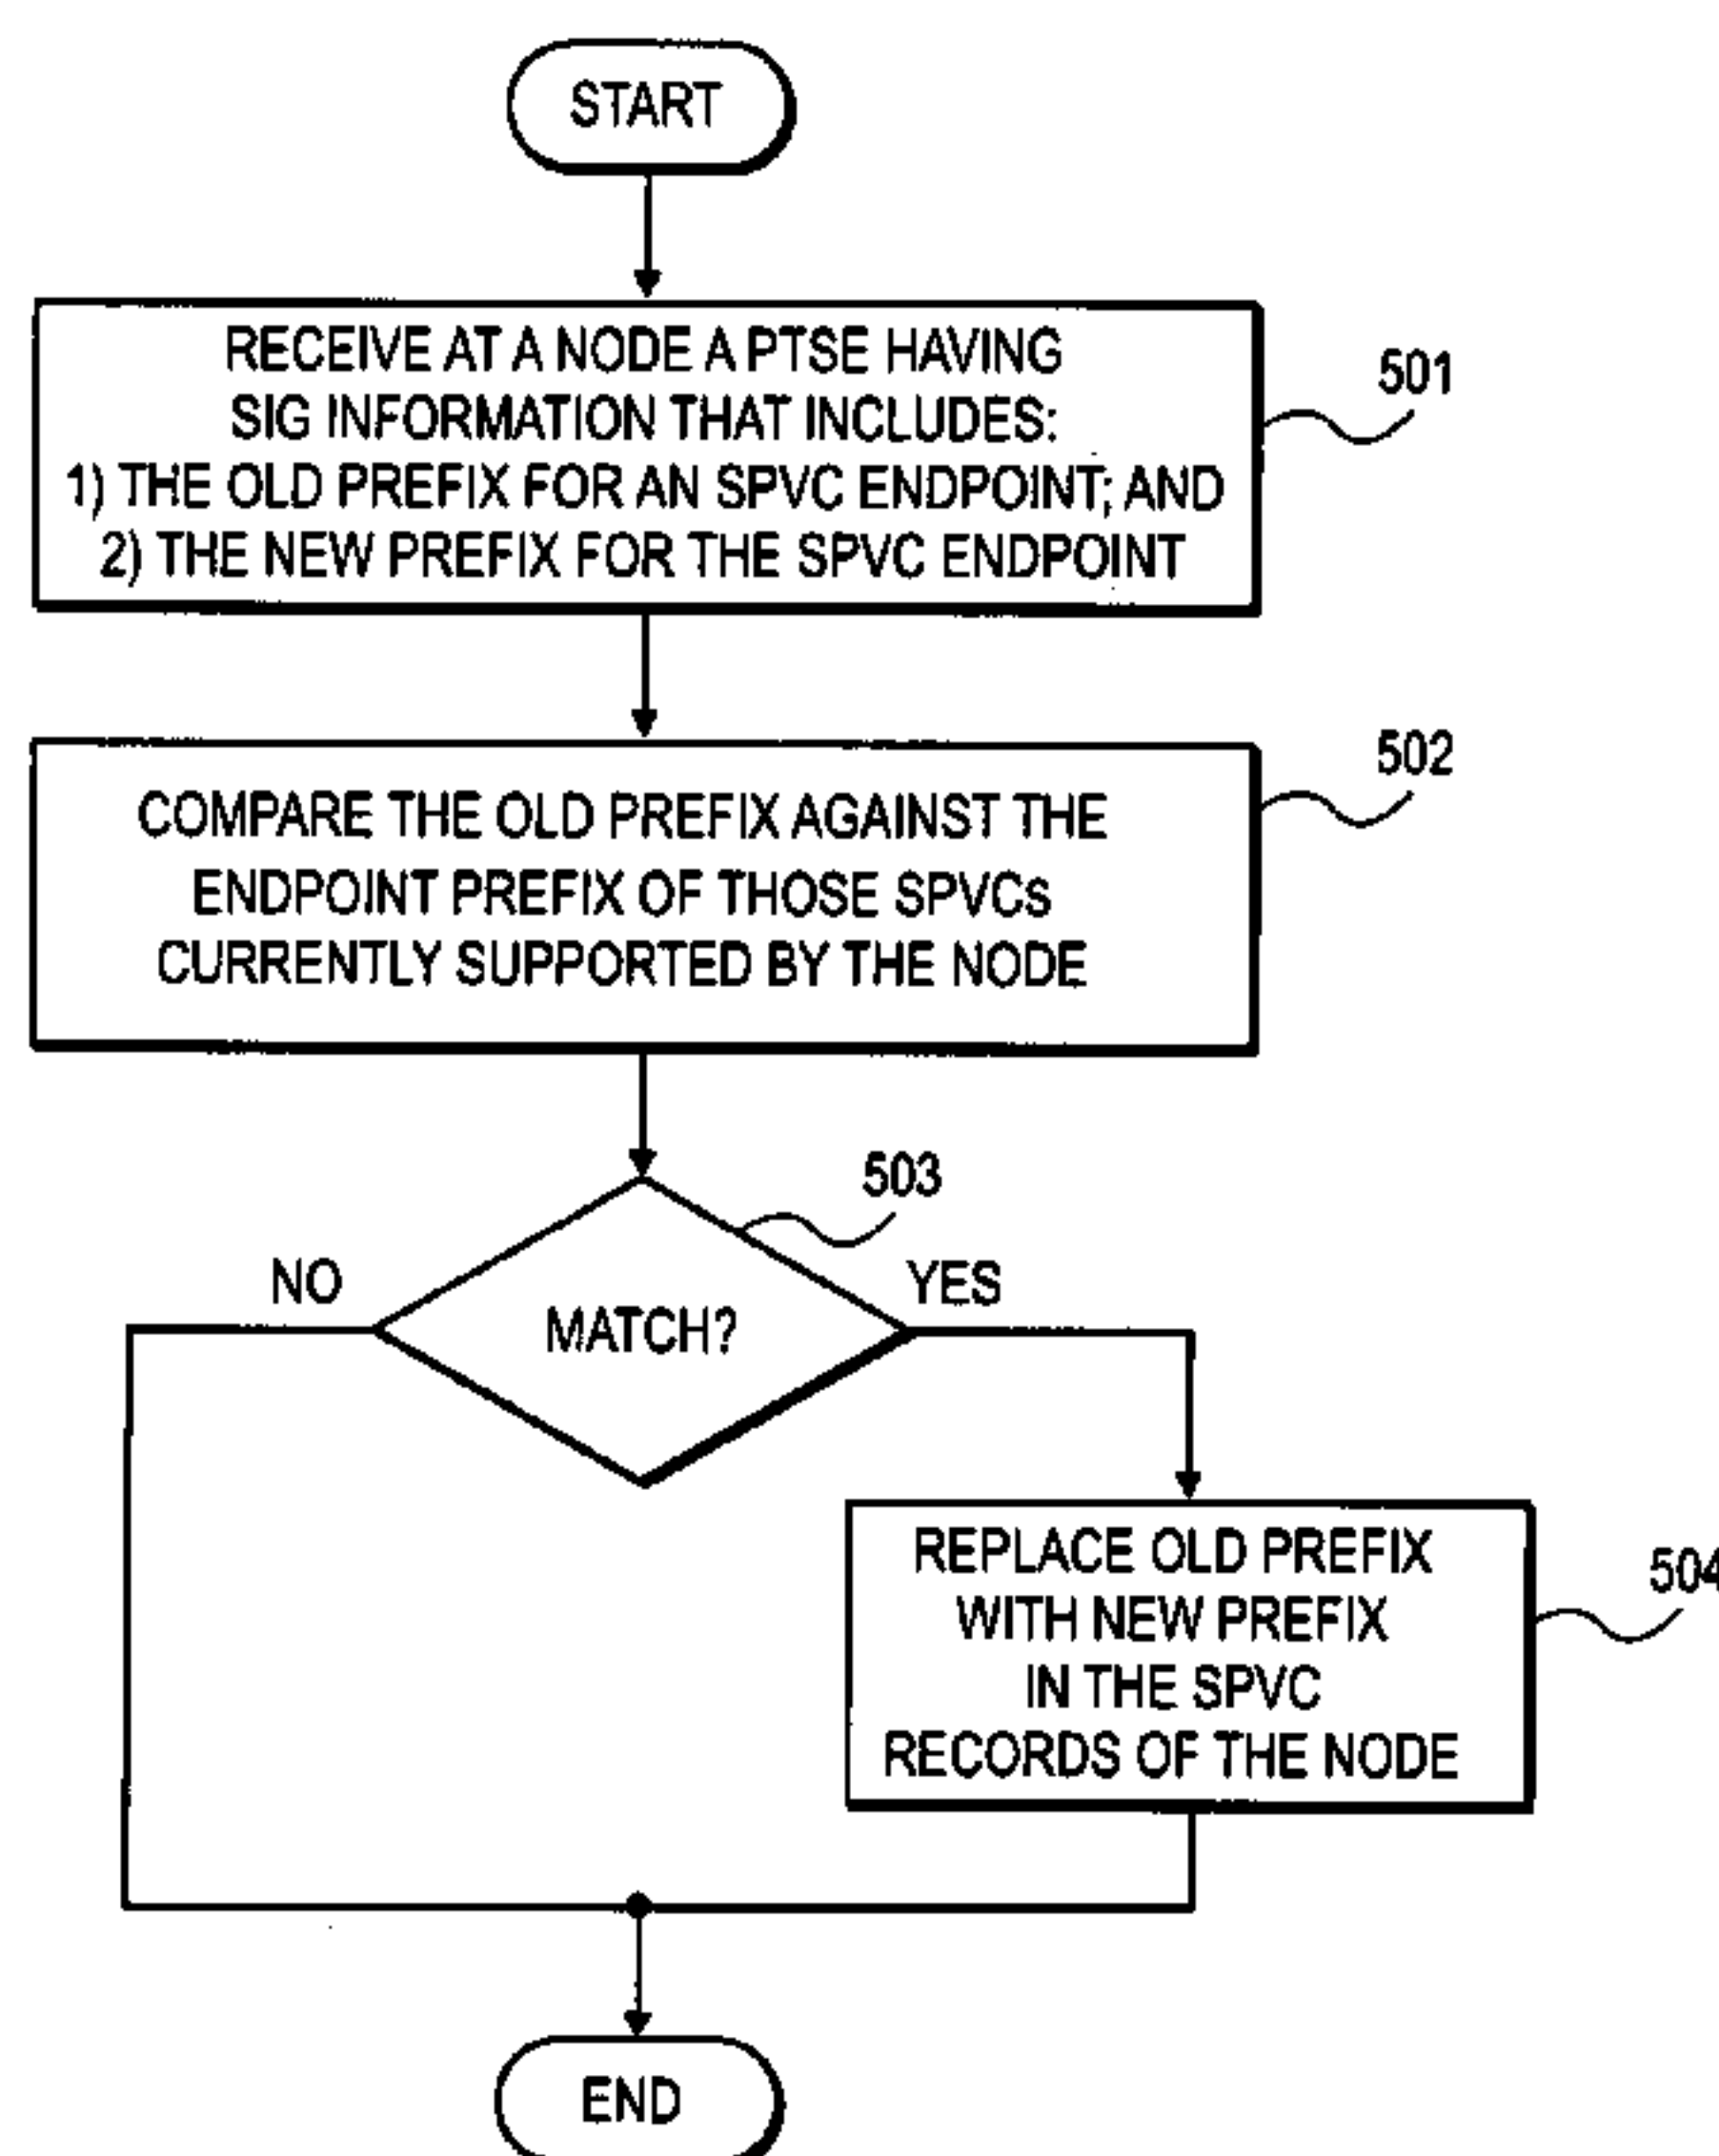 START
RECEIVE AT A NODE A PTSE HAVING
SIG INFORMATION THAT INCLUDES:
1) THE OLD PREFIX FOR AN SPVC ENDPOINT; AND
2) THE NEW PREFIX FOR THE SPVC ENDPOINT
501
COMPARE THE OLD PREFIX AGAINST THE
ENDPOINT PREFIX OF THOSE SPVCs
CURRENTLY SUPPORTED BY THE NODE
502
503
NO
MATCH?
YES
REPLACE OLD PREFIX
WITH NEW PREFIX
IN THE SPVC
RECORDS OF THE NODE
504
END